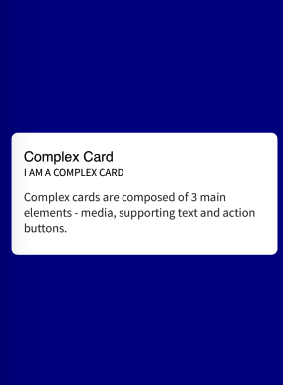 Complex Card
I AM A COMPLEX CARD
Complex cards are composed of 3 main
elements - media, supporting text and action
buttons.